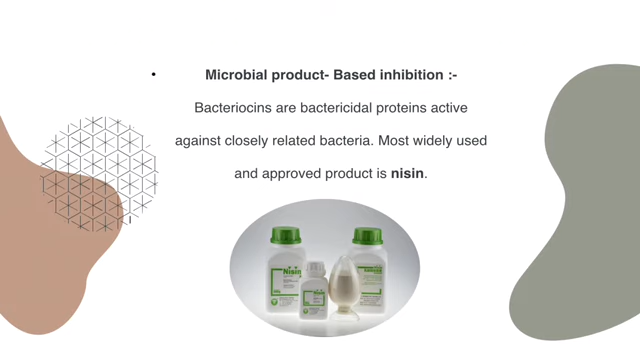 • Microbial product- Based inhibition :-
Bacteriocins are bactericidal proteins active
against closely related bacteria. Most widely used
and approved product is nisin.
Nisin